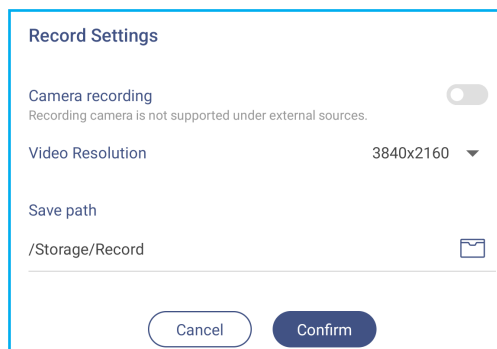 Record Settings
Camera recording
Recording camera is not supported under external sources.
Video Resolution
3840x2160
Save path
/Storage/Record
Cancel
Confirm